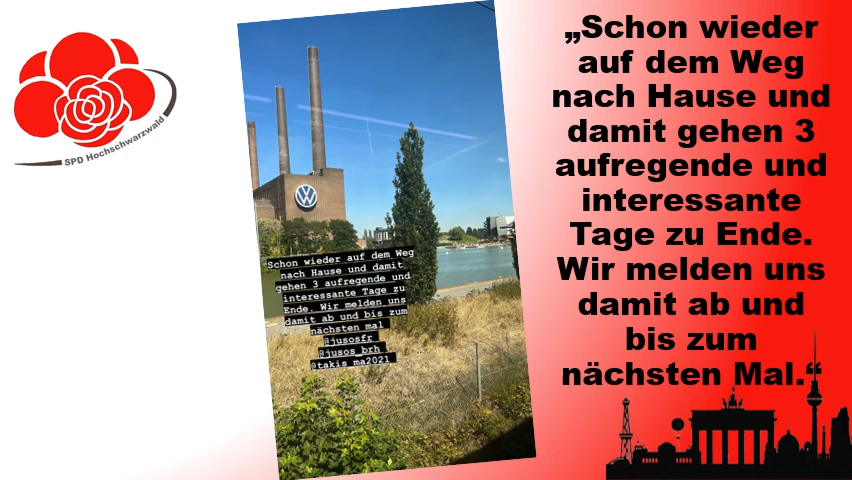 SPD Hochschwarzwald
Schon wieder auf dem Weg
nach Hause und damit
gehen 3 aufregende und
interessante Tage zu
Ende. Wir melden uns
damit ab und bis zum
nächsten mal
@jusosfr
@jusos_brh
@takis_ma2021
„Schon wieder
auf dem Weg
nach Hause und
damit gehen 3
aufregende und
interessante
Tage zu Ende.
Wir melden uns
damit ab und
bis zum
nächsten Mal.“